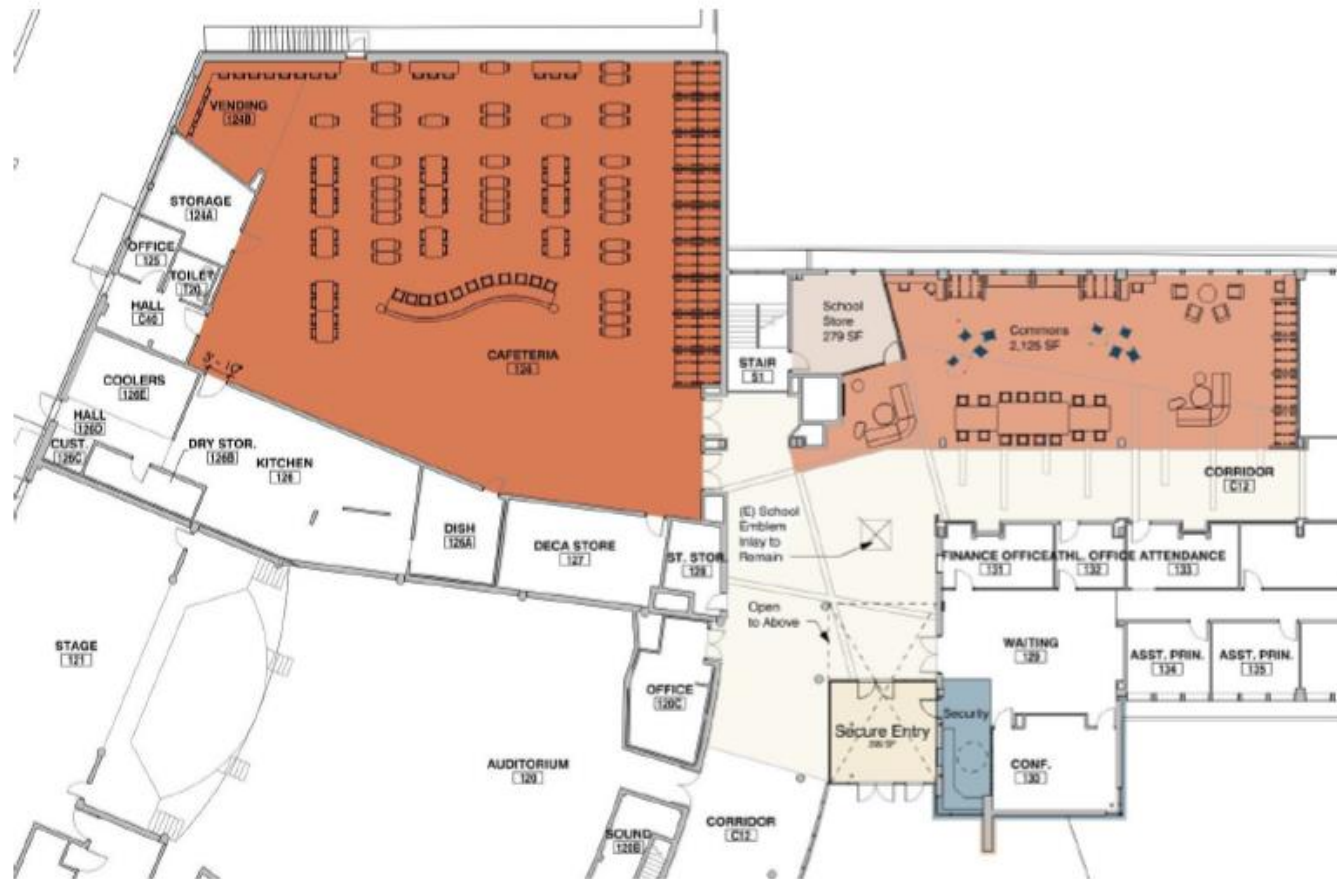 VENDING
124B
STORAGE
124A
OFFICE
125
TOILET
T20
HALL
C40
CAFETERIA
124
COOLERS
126E
HALL
126D
CUST.
126C
DRY STOR.
126B
KITCHEN
126
DISH
126A
DECA STORE
127
ST. STOR.
128
STAIR
S1
School
Store
279 SF
Commons
2,125 SF
CORRIDOR
C12
(E) School
Emblem
Inlay to
Remain
FINANCE OFFICE
131
ATHL. OFFICE
132
ATTENDANCE
133
Open
to Above
WAITING
129
ASST. PRIN.
134
ASST. PRIN.
135
STAGE
121
OFFICE
120C
Secure Entry
Security
CONF.
130
AUDITORIUM
120
SOUND
120B
CORRIDOR
C12